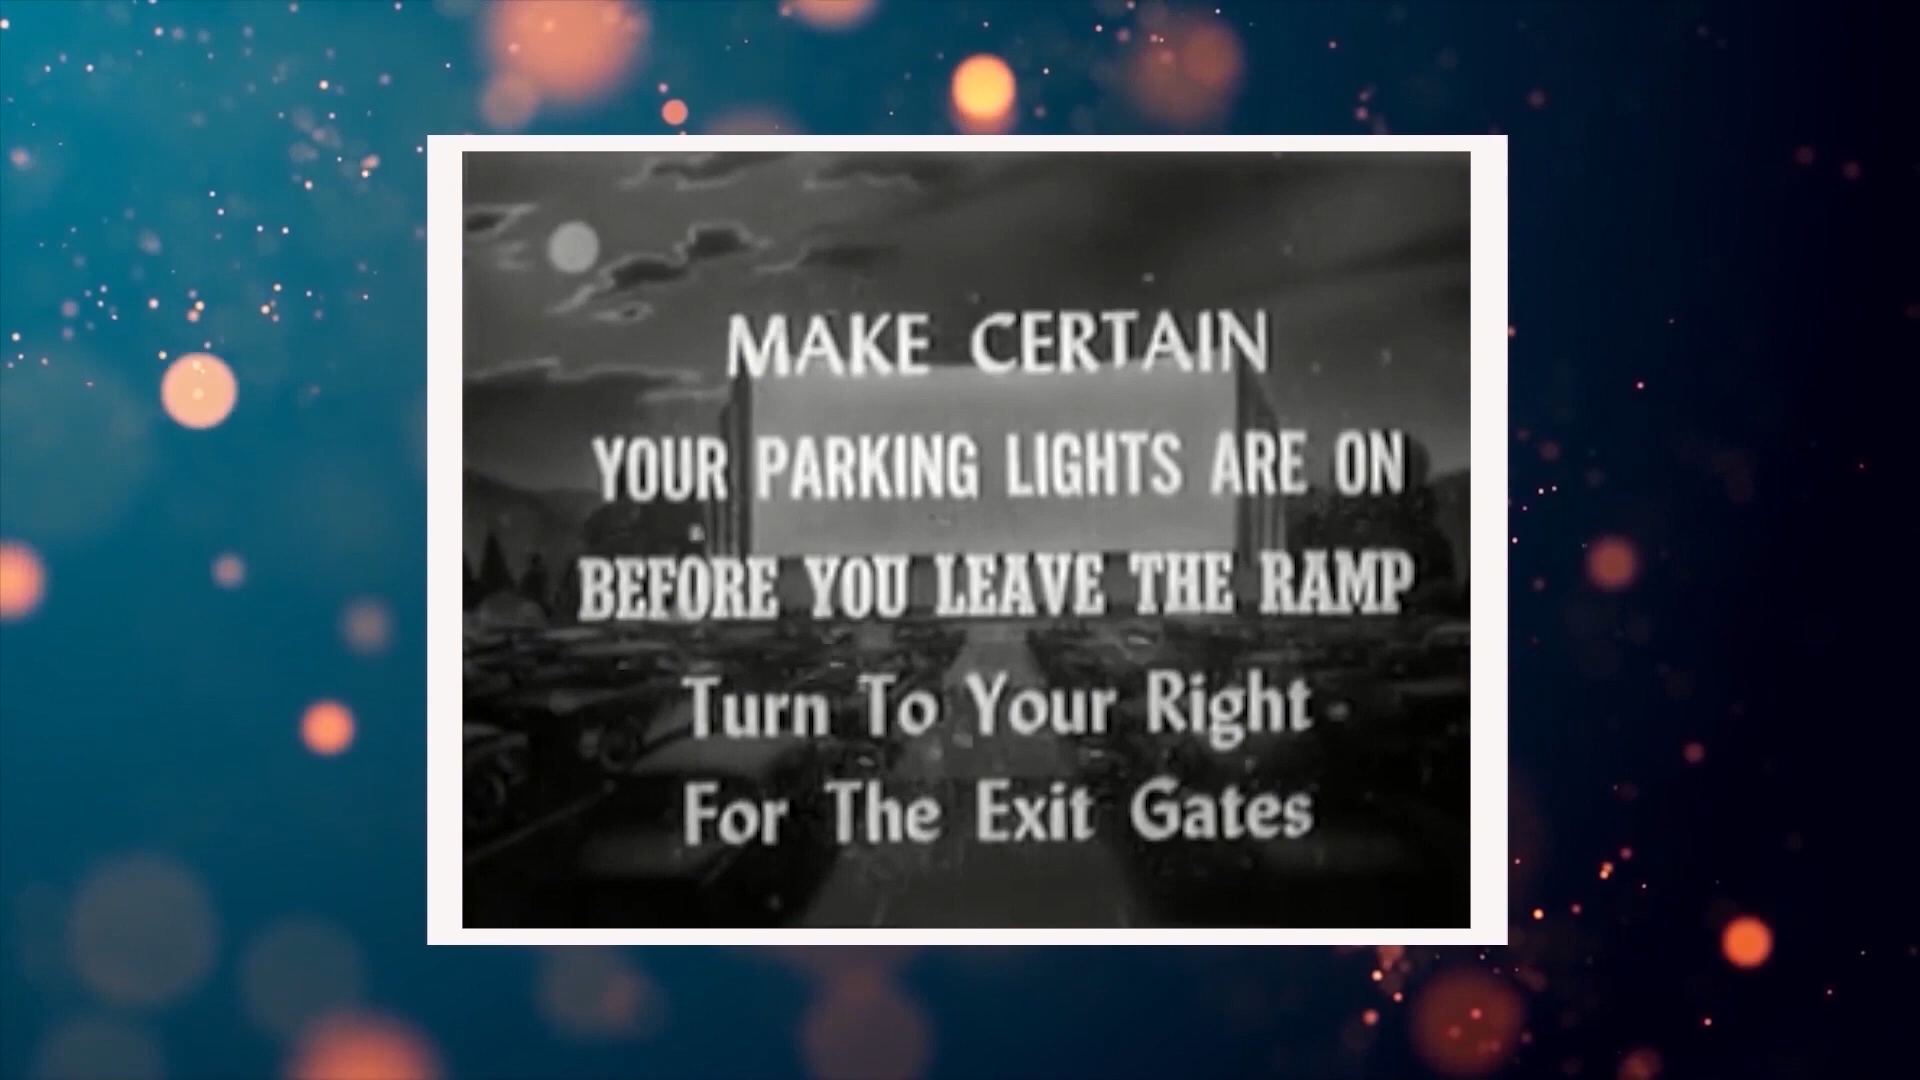 MAKE CERTAIN
YOUR PARKING LIGHTS ARE ON
BEFORE YOU LEAVE THE RAMP
Turn To Your Right
For The Exit Gates